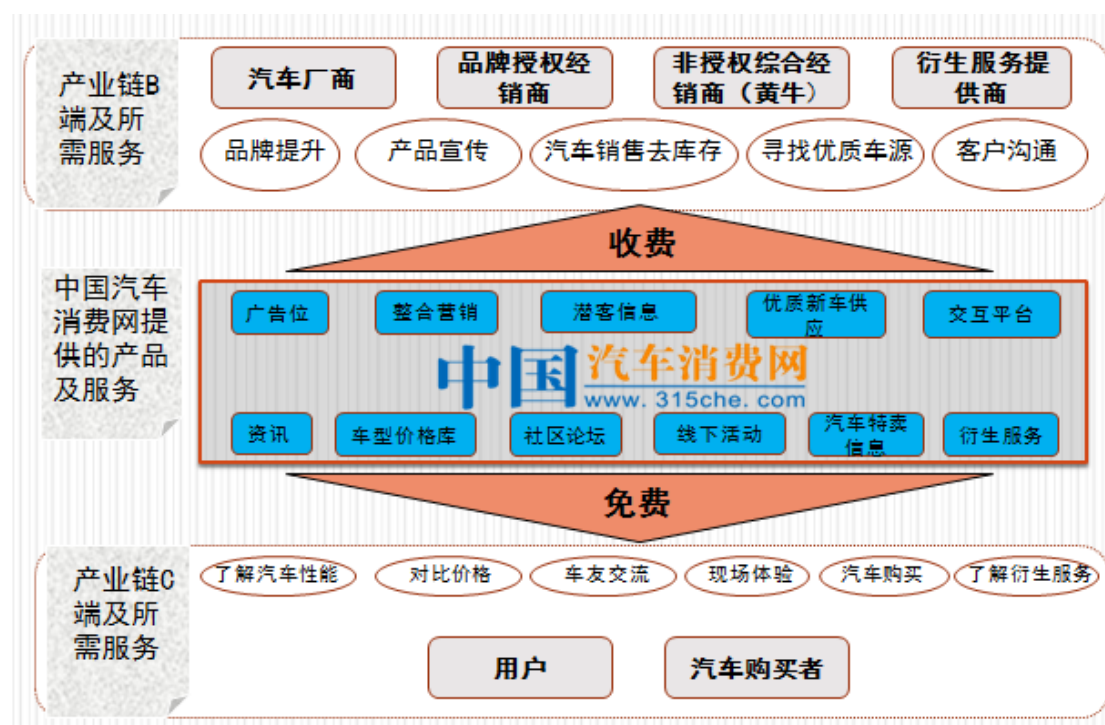 产业链B
端及所
需服务
汽车厂商
品牌授权经
销商
非授权综合经
销商（黄牛）
衍生服务提
供商
品牌提升
产品宣传
汽车销售去库存
寻找优质车源
客户沟通
收费
中国汽车
消费网提
供的产品
及服务
广告位
整合营销
潜客信息
优质新车供
应
交互平台
中国汽车消费网
www.315che.com
资讯
车型价格库
社区论坛
线下活动
汽车特卖
信息
衍生服务
免费
产业链C
端及所
需服务
了解汽车性能
对比价格
车友交流
现场体验
汽车购买
了解衍生服务
用户
汽车购买者